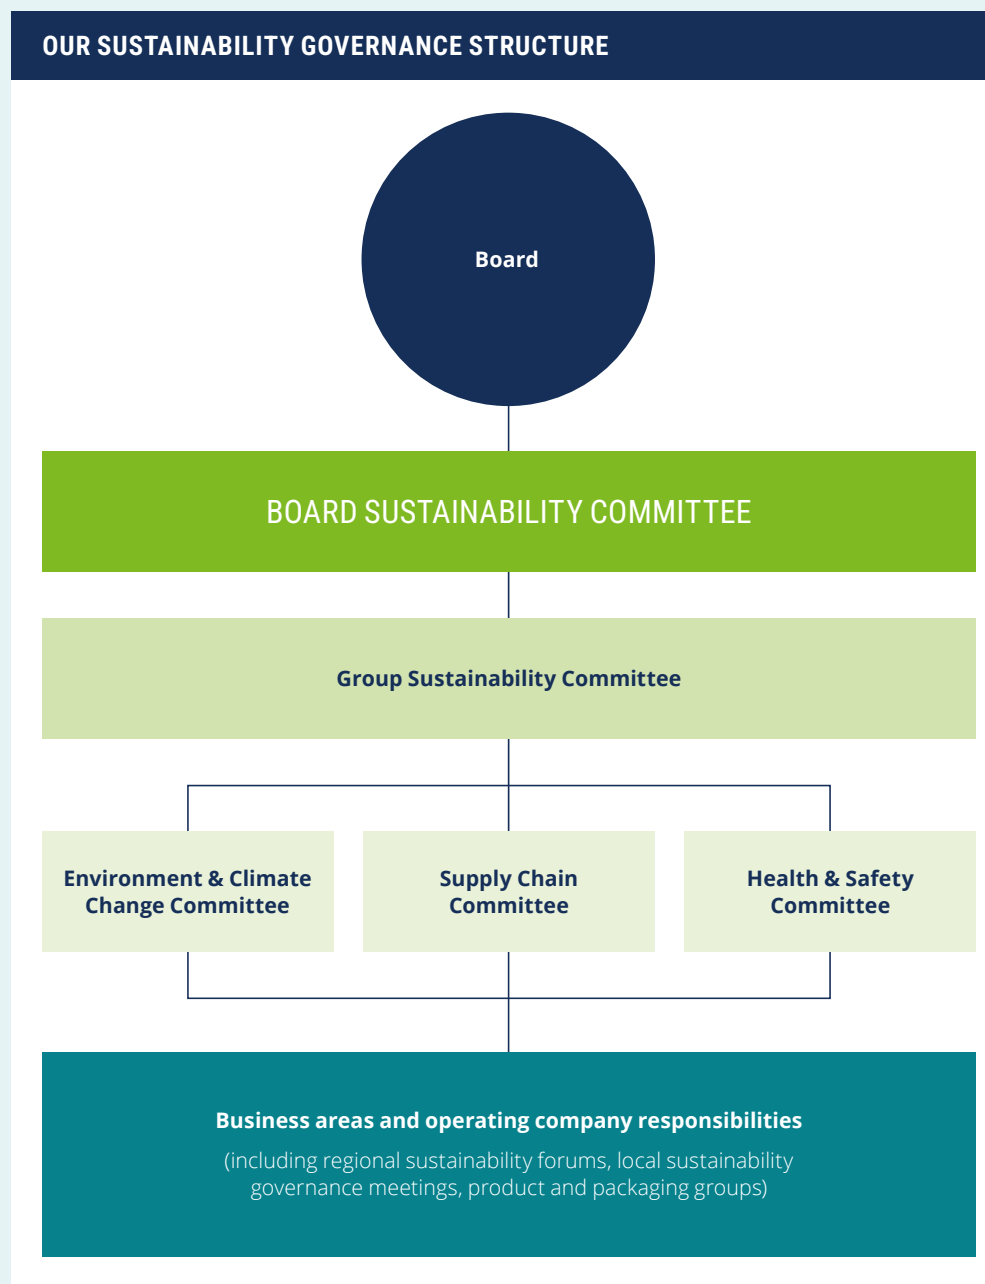 OUR SUSTAINABILITY GOVERNANCE STRUCTURE
Board
BOARD SUSTAINABILITY COMMITTEE
Group Sustainability Committee
Environment & Climate
Change Committee
Supply Chain
Committee
Health & Safety
Committee
Business areas and operating company responsibilities
(including regional sustainability forums, local sustainability
governance meetings, product and packaging groups)